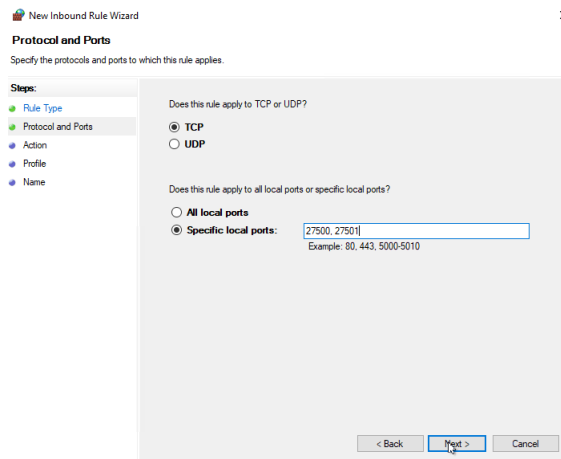 New Inbound Rule Wizard
Protocol and Ports
Specify the protocols and ports to which this rule applies.
Steps:
Rule Type
Protocol and Ports
Action
Profile
Name
Does this rule apply to TCP or UDP?
TCP
UDP
Does this rule apply to all local ports or specific local ports?
All local ports
Specific local ports:
27500, 27501
Example: 80, 443, 5000-5010
< Back
Next >
Cancel